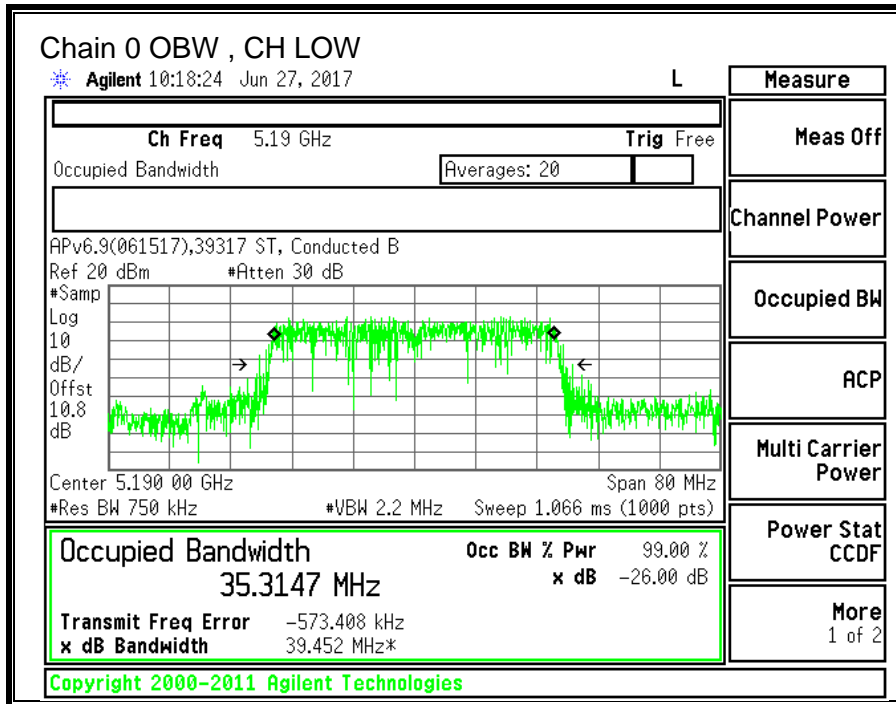 Chain 0 OBW , CH LOW
Agilent 10:18:24 Jun 27, 2017 L
Ch Freq 5.19 GHz Trig Free
Occupied Bandwidth Averages: 20
APv6.9(061517),39317 ST, Conducted B
Ref 20 dBm #Atten 30 dB
#Samp
Log
10
dB/
Offst
10.8
dB
Center 5.190 00 GHz Span 80 MHz
#Res BW 750 kHz #VBW 2.2 MHz Sweep 1.066 ms (1000 pts)
Occupied Bandwidth Occ BW % Pwr 99.00 %
35.3147 MHz x dB -26.00 dB
Transmit Freq Error -573.408 kHz
x dB Bandwidth 39.452 MHz*
Copyright 2000-2011 Agilent Technologies
Measure
Meas Off
Channel Power
Occupied BW
ACP
Multi Carrier
Power
Power Stat
CCDF
More
1 of 2